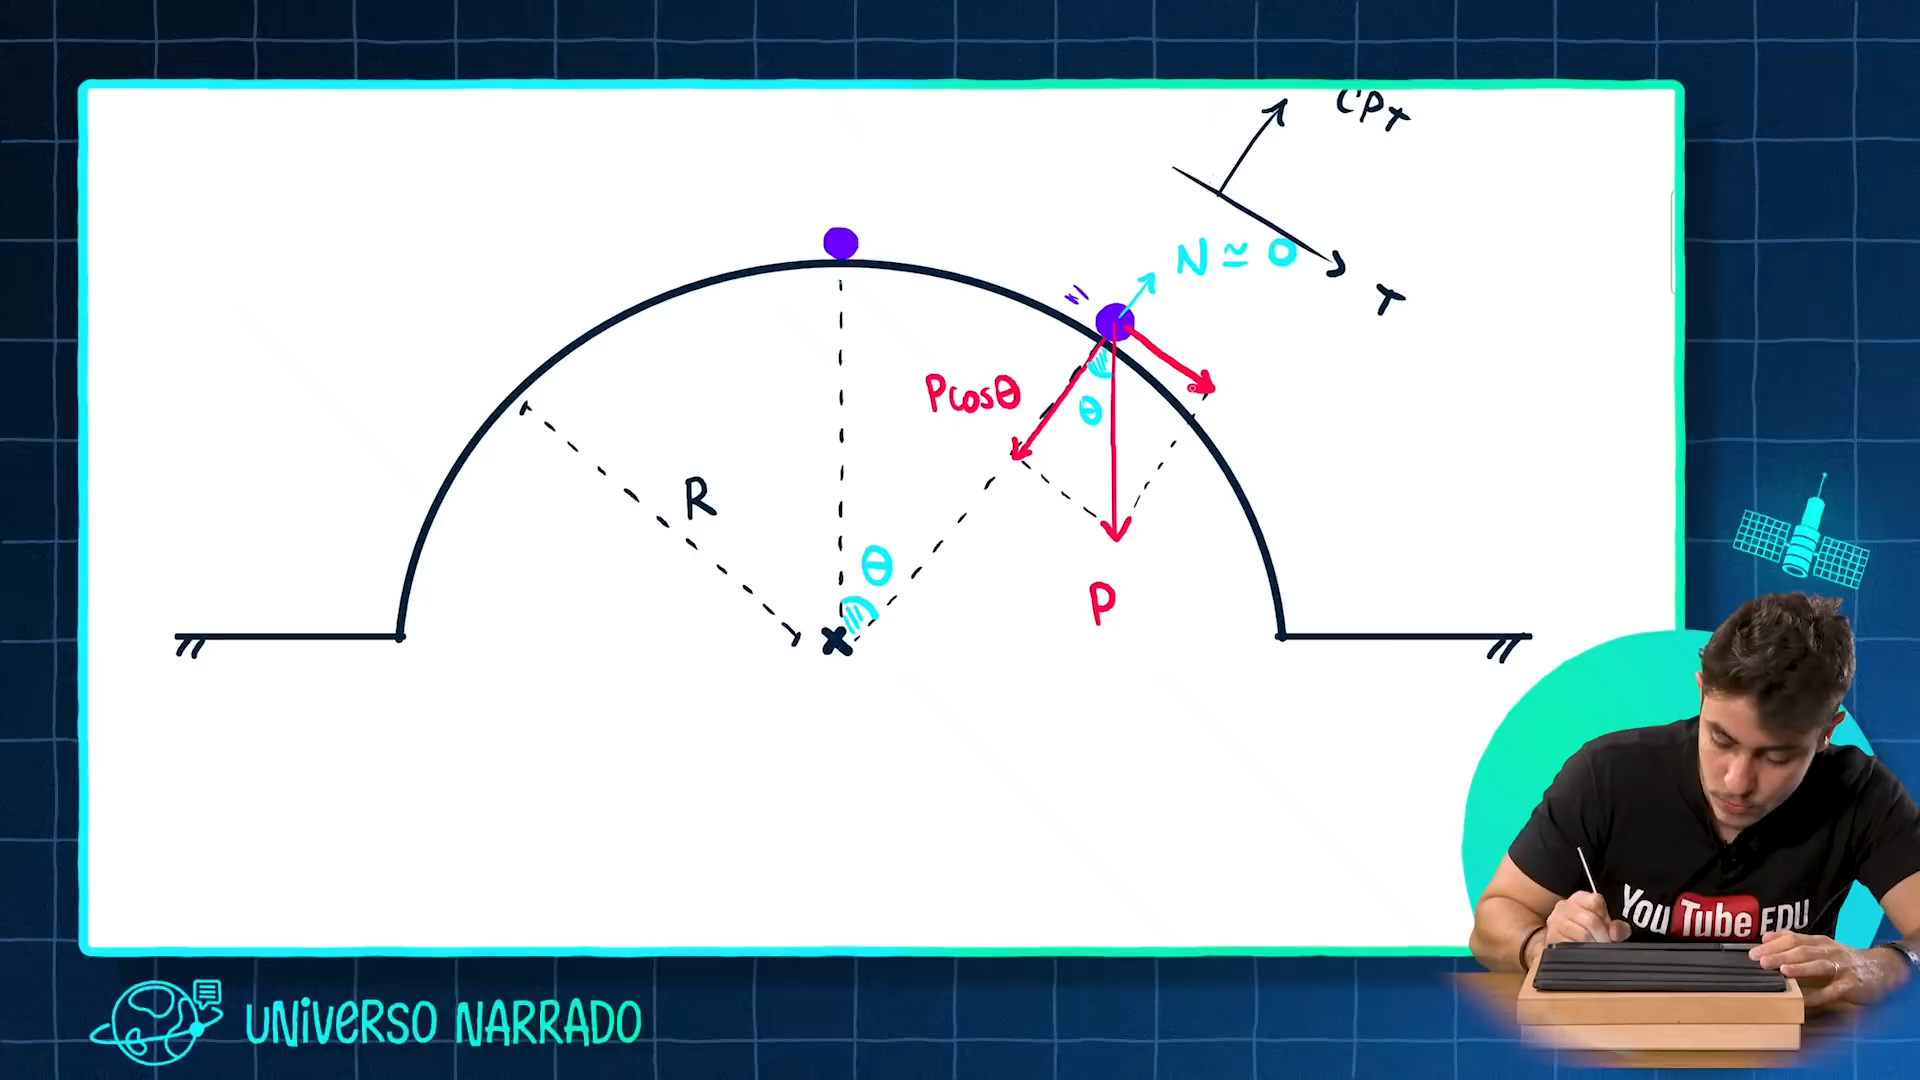 CPT
N ≃ 0
T
Pcosθ
θ
R
θ
P
You Tube EDU
UNIVERSO NARRADO